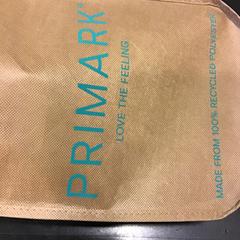 PRIMARK®
LOVE THE FEELING
MADE FROM 100% RECYCLED POLYESTER